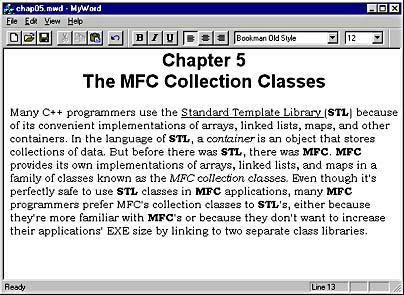 chap05.mwd - MyWord
File Edit View Help
B I U Bookman Old Style 12
Chapter 5
The MFC Collection Classes
Many C++ programmers use the Standard Template Library (STL) because
of its convenient implementations of arrays, linked lists, maps, and other
containers. In the language of STL, a container is an object that stores
collections of data. But before there was STL, there was MFC. MFC
provides its own implementations of arrays, linked lists, and maps in a
family of classes known as the MFC collection classes. Even though it's
perfectly safe to use STL classes in MFC applications, many MFC
programmers prefer MFC's collection classes to STL's, either because
they're more familiar with MFC's or because they don't want to increase
their applications' EXE size by linking to two separate class libraries.
Ready Line 13